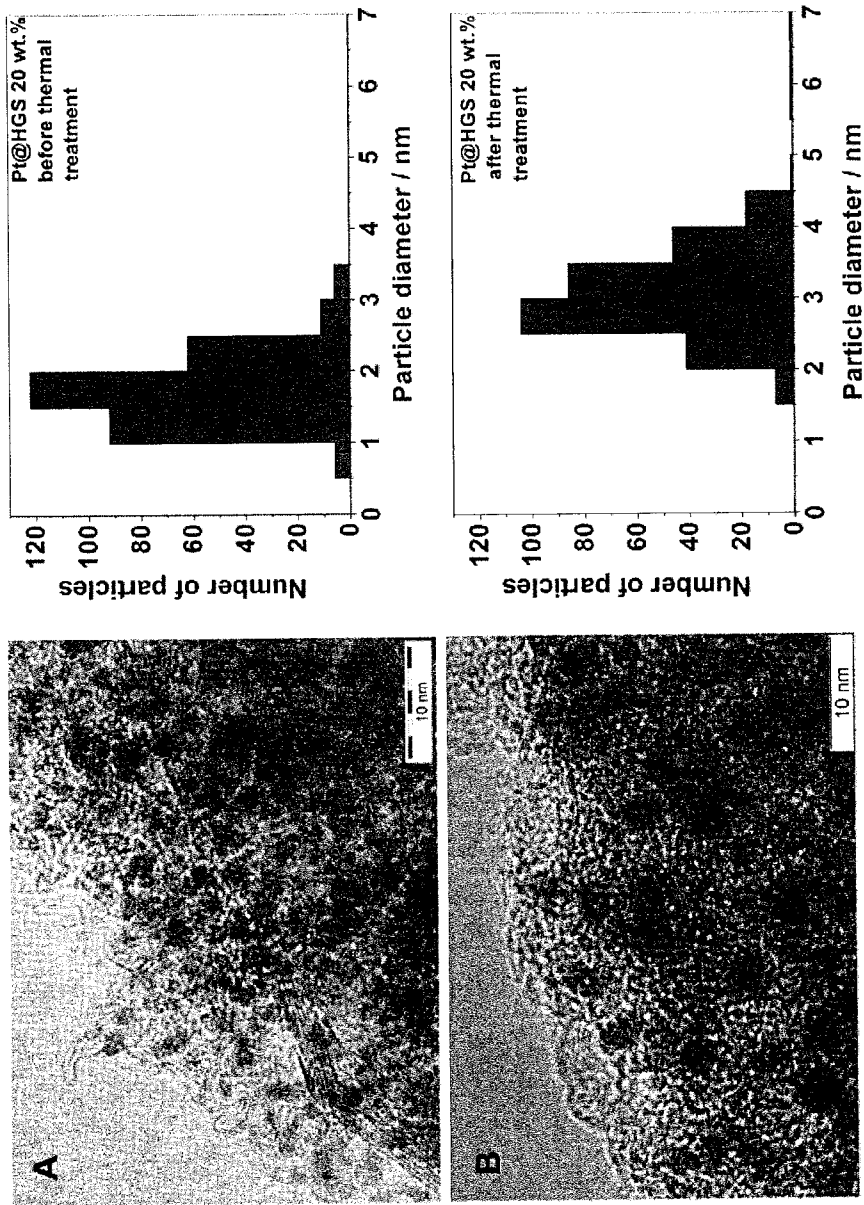 A
10 nm
Number of particles
120
100
80
60
40
20
0
0 1 2 3 4 5 6 7
Particle diameter / nm
Pt@HGS 20 wt.%
before thermal
treatment
B
10 nm
Number of particles
120
100
80
60
40
20
0
0 1 2 3 4 5 6 7
Particle diameter / nm
Pt@HGS 20 wt.%
after thermal
treatment